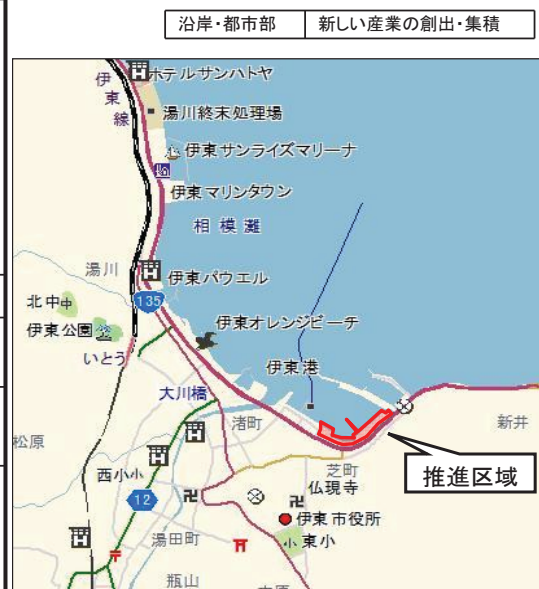 沿岸・都市部 新しい産業の創出・集積
ホテルサンハトヤ
伊東線
湯川終末処理場
伊東サンライズマリーナ
伊東マリンタウン
相模灘
湯川
伊東パウエル
135
北中
中
伊東公園
伊東オレンジビーチ
いとう
伊東港
大川橋
渚町
新井
松原
芝町
推進区域
西小
小
仏現寺
12
伊東市役所
湯田町
小
東小
瓶山